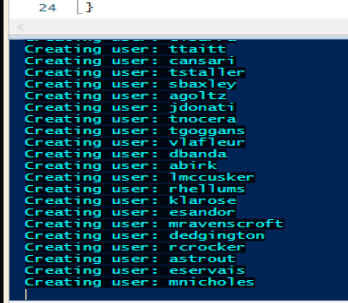 24 }
Creating user: ttaitt
Creating user: cansari
Creating user: tstaller
Creating user: sbaxley
Creating user: agoltz
Creating user: jdonati
Creating user: tnocera
Creating user: tgoggans
Creating user: vlafleur
Creating user: dbanda
Creating user: abirk
Creating user: lmccusker
Creating user: rhellums
Creating user: klarose
Creating user: esandor
Creating user: mravenscroft
Creating user: dedgington
Creating user: rcrocker
Creating user: astrout
Creating user: eservais
Creating user: mnicholes